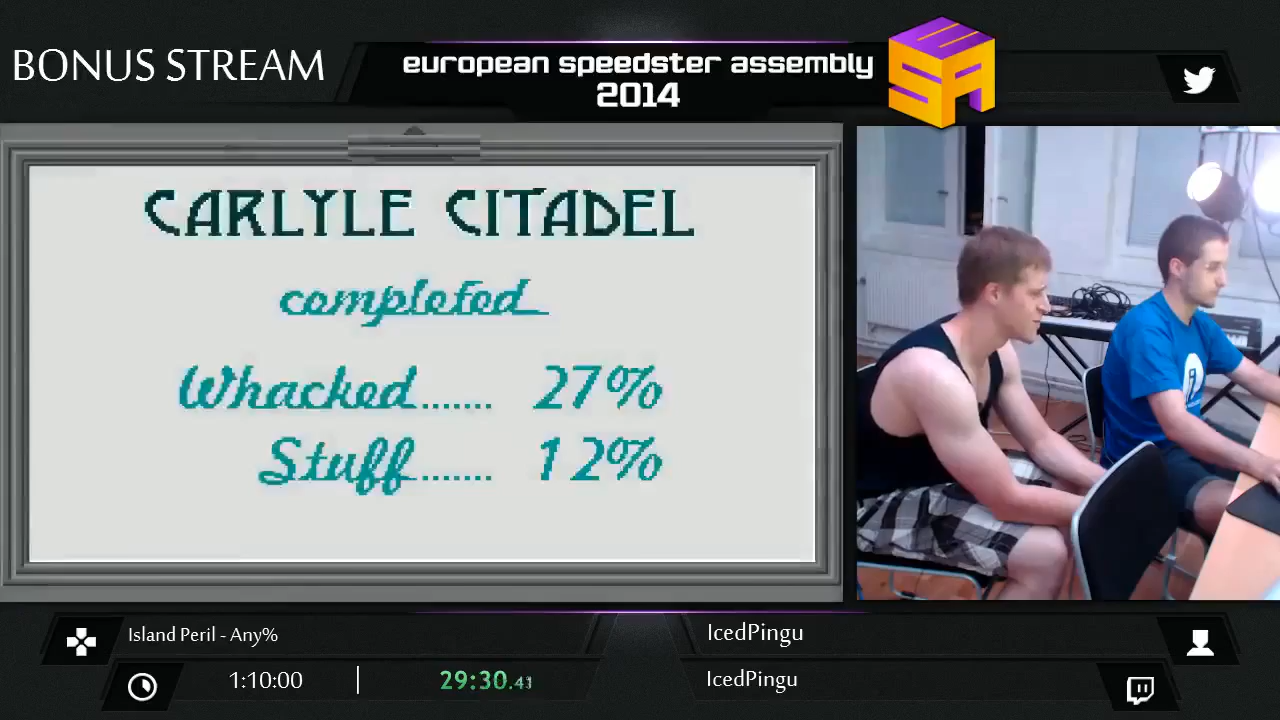 BONUS STREAM
european speedster assembly
2014
SA
CARLYLE CITADEL
completed
Whacked....... 27%
Stuff....... 12%
Island Peril - Any%
IcedPingu
1:10:00
29:30.41
IcedPingu